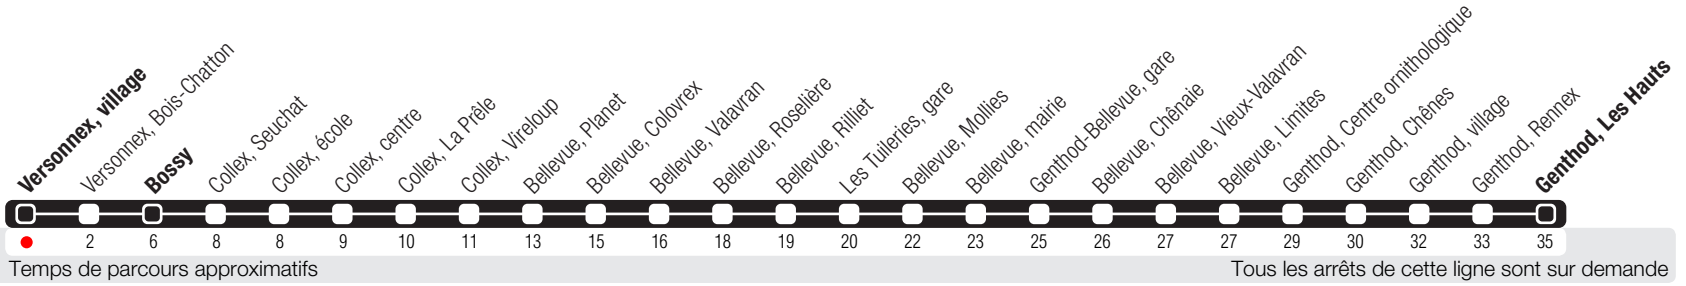 Versonnex, village
Versonnex, Bois-Chatton
Bossy
Collex, Seuchat
Collex, école
Collex, centre
Collex, La Prêle
Collex, Vireloup
Bellevue, Planet
Bellevue, Colovrex
Bellevue, Valavran
Bellevue, Roselière
Bellevue, Rilliet
Les Tuileries, gare
Bellevue, Mollies
Bellevue, mairie
Genthod-Bellevue, gare
Bellevue, Chênaie
Bellevue, Vieux-Valavran
Bellevue, Limites
Genthod, Centre ornithologique
Genthod, Chênes
Genthod, village
Genthod, Rennex
Genthod, Les Hauts
2 6 8 8 9 10 11 13 15 16 18 19 20 22 23 25 26 27 27 29 30 32 33 35
Temps de parcours approximatifs
Tous les arrêts de cette ligne sont sur demande